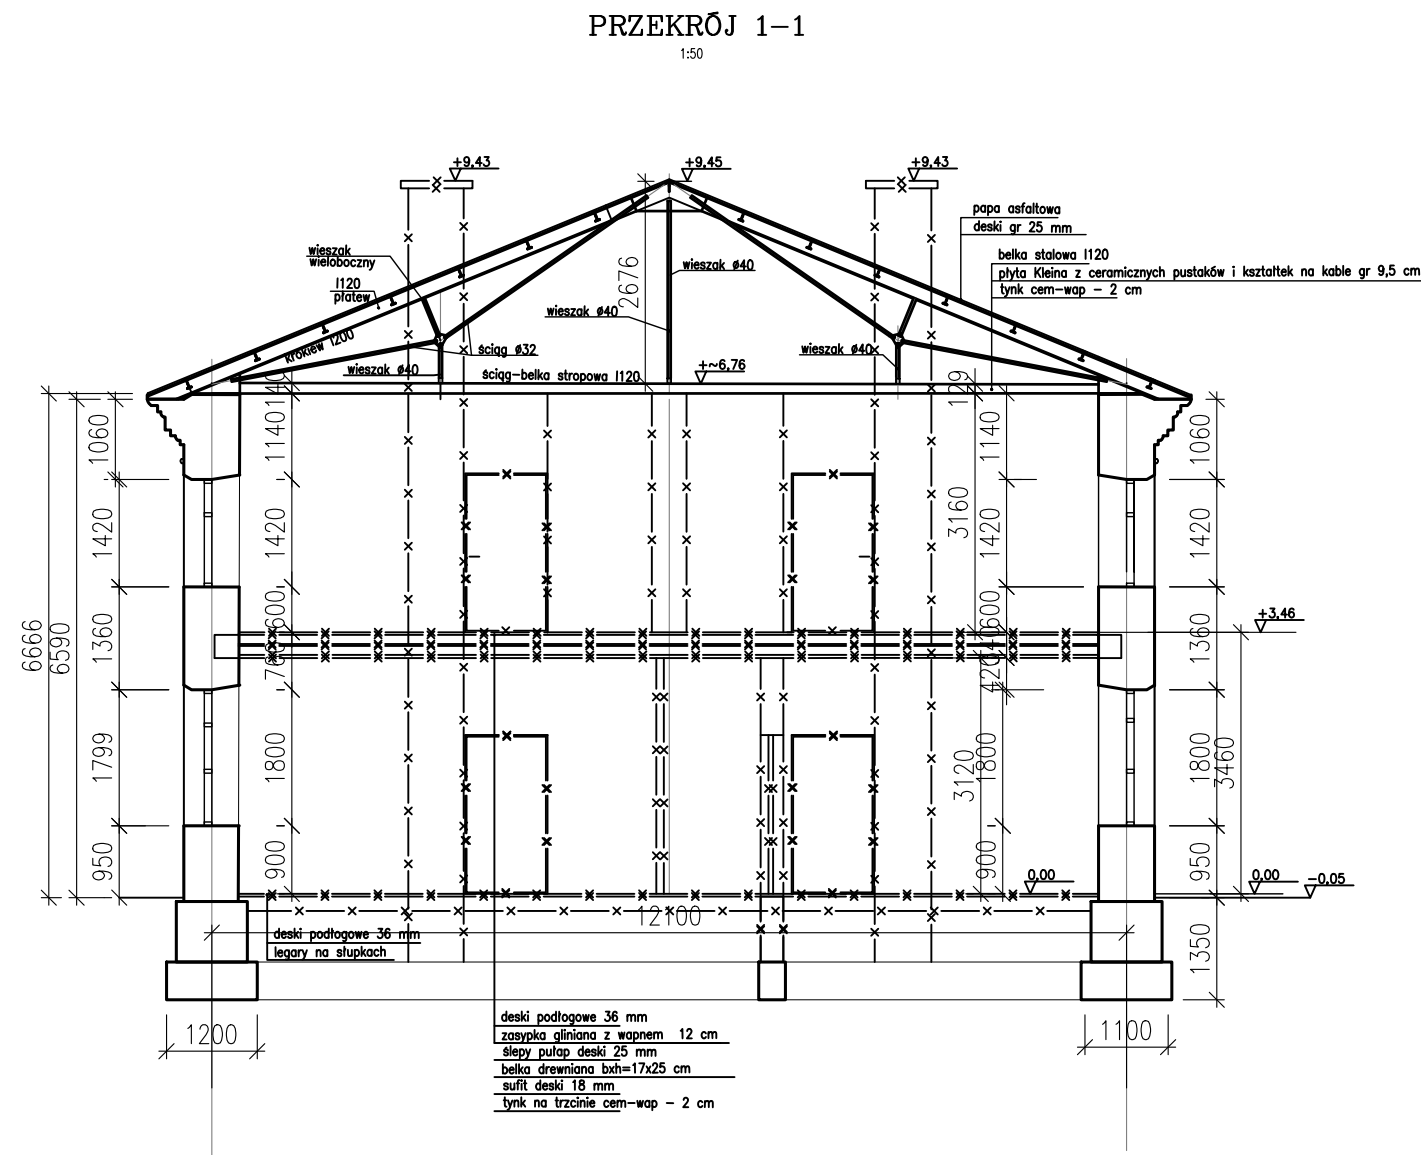 PRZEKRÓJ 1-1
1:50
+9,43
+9,45
+9,43
papa asfaltowa
deski gr 25 mm
wieszak
wieloboczny
belka stalowa I120
płyta Kleina z ceramicznych pustaków i kształtek na kable gr 9,5 cm
tynk cem-wap - 2 cm
wieszak ø40
2676
I120
płatew
wieszak ø40
krokiew I200
ściąg ø32
wieszak ø40
wieszak ø40
ściąg-belka stropowa I120
+~6,76
140
129
1060
1140
1140
1060
1420
1420
3160
1420
1420
6666
6590
1360
600
600
1360
+3,46
760
420
1799
1800
3120
1800
1800
3460
950
900
900
950
0,00
0,00
-0,05
12100
deski podłogowe 36 mm
legary na słupkach
1350
1200
1100
deski podłogowe 36 mm
zasypka gliniana z wapnem 12 cm
ślepy pułap deski 25 mm
belka drewniana bxh=17x25 cm
sufit deski 18 mm
tynk na trzcinie cem-wap - 2 cm